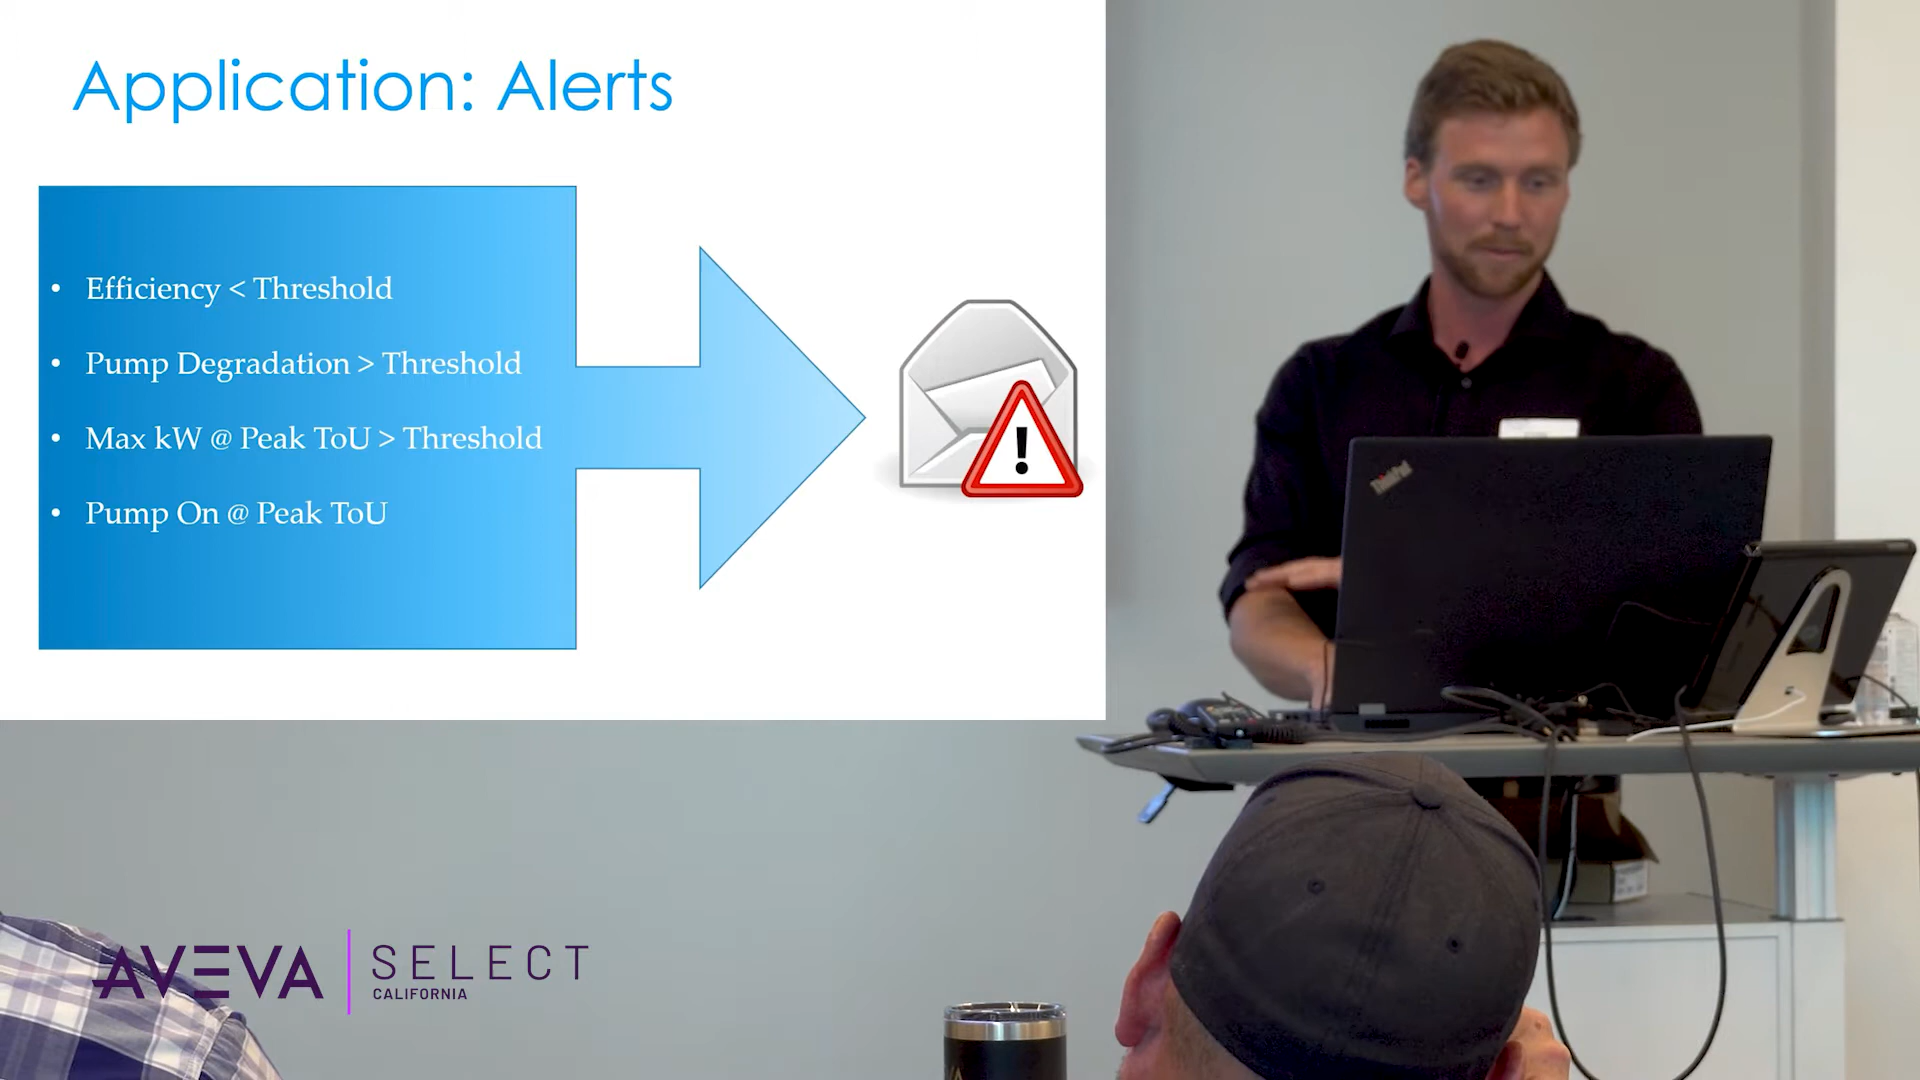 Application: Alerts
• Efficiency < Threshold
• Pump Degradation > Threshold
• Max kW @ Peak ToU > Threshold
• Pump On @ Peak ToU
!
ThinkPad
AVEVA
SELECT
CALIFORNIA